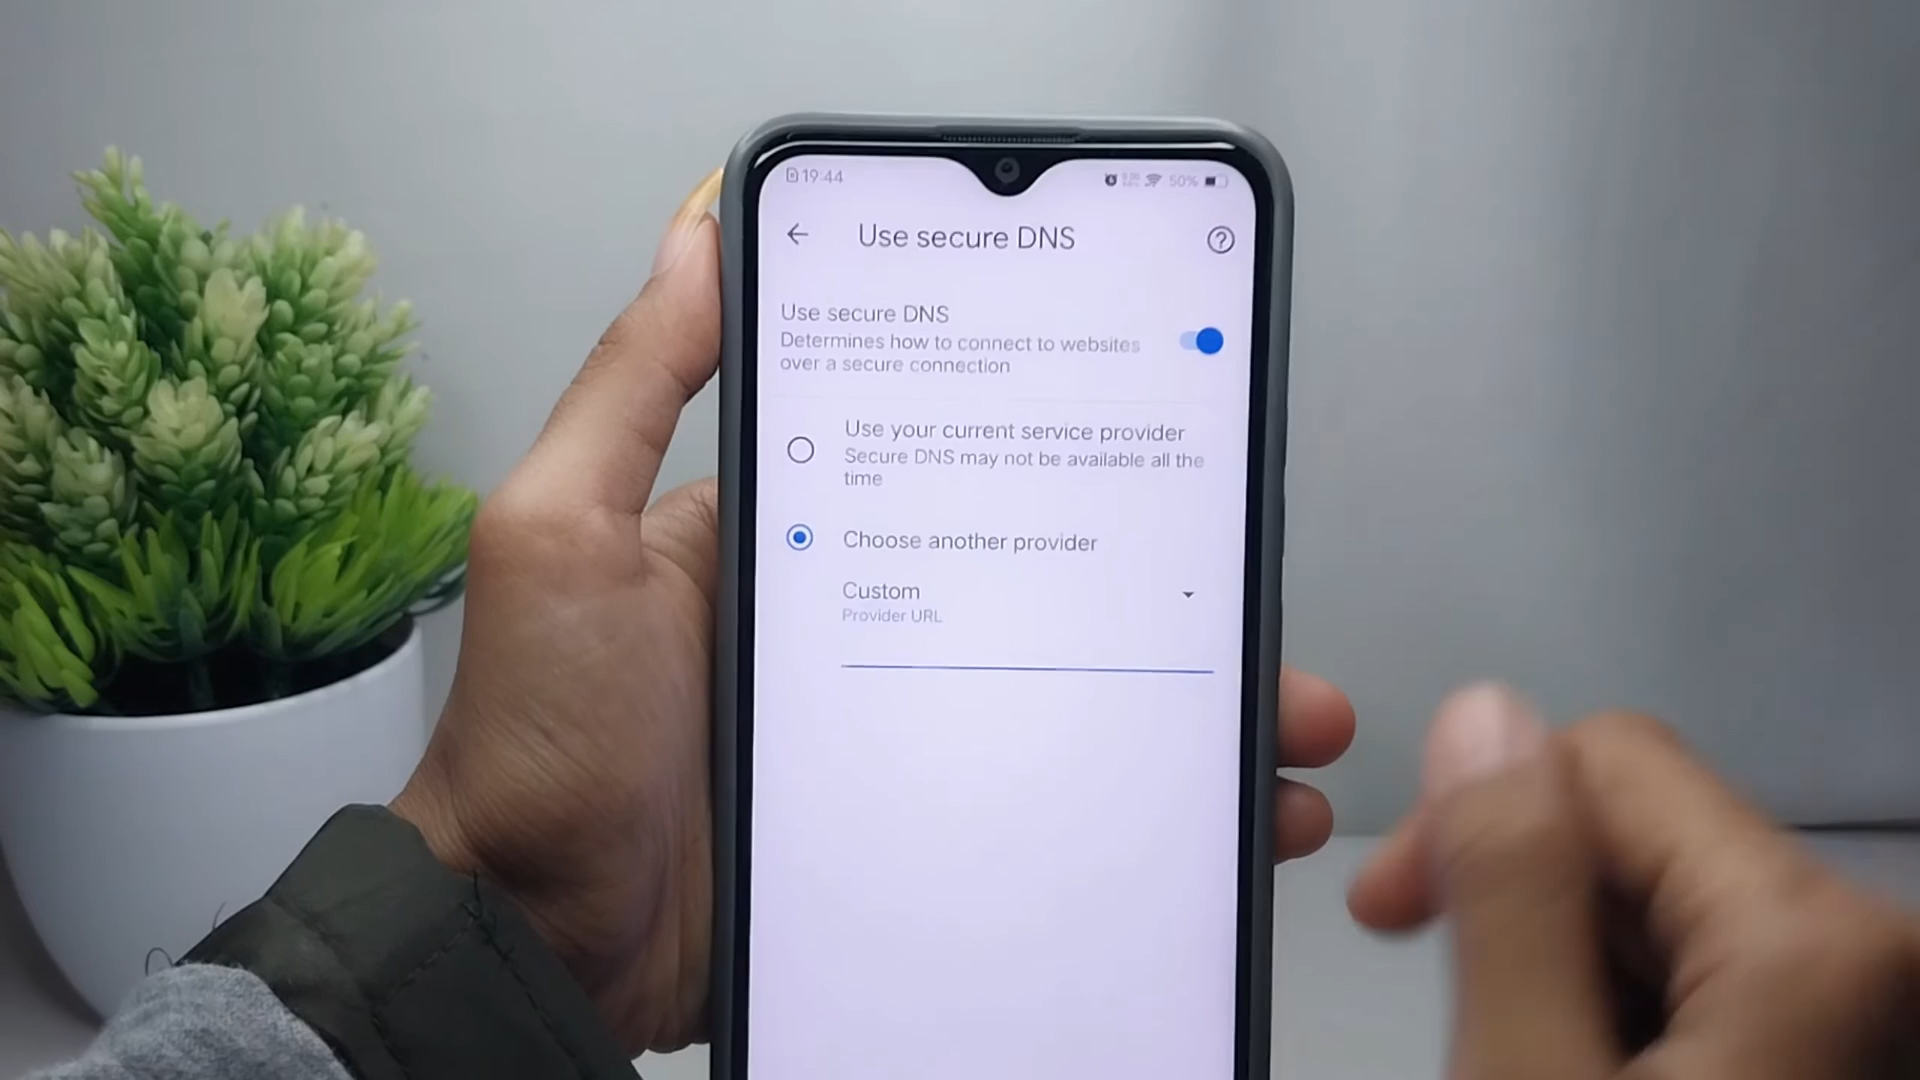 19:44
50%
Use secure DNS
Use secure DNS
Determines how to connect to websites
over a secure connection
Use your current service provider
Secure DNS may not be available all the
time
Choose another provider
Custom
Provider URL